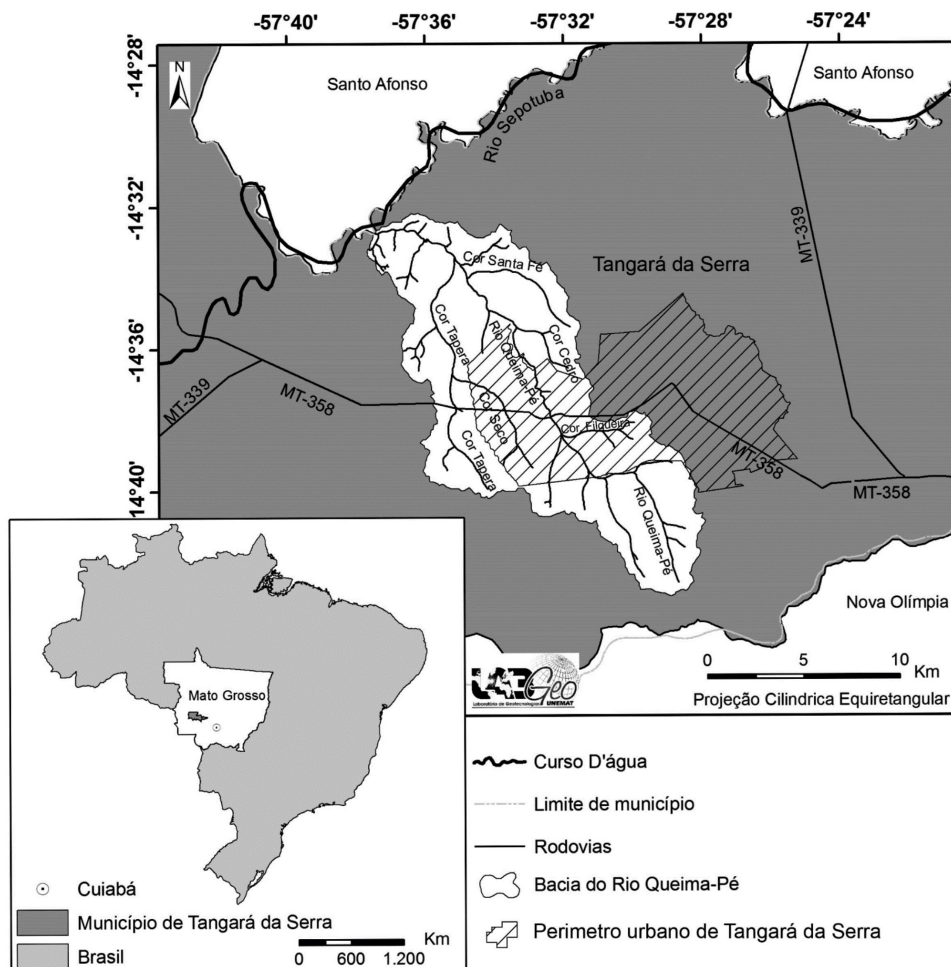 -57°40' -57°36' -57°32' -57°28' -57°24'
-14°28'
-14°32'
-14°36'
-14°40'
N
Santo Afonso
Santo Afonso
Rio Sepotuba
MT-339
Cor Santa Fé
Tangará da Serra
Cor Tapera
Rio Queima-Pé
Cor Cedro
MT-339
MT-358
Cor Seco
Cor. Filgueira
MT-358
Cor Tapera
MT-358
Rio Queima-Pé
Nova Olímpia
0 5 10
Km
Projeção Cilindrica Equiretangular
LABGeo
Laboratório de Geotecnologias UNEMAT
Mato Grosso
Cuiabá
Município de Tangará da Serra
Brasil
Km
0 600 1.200
Curso D'água
Limite de município
Rodovias
Bacia do Rio Queima-Pé
Perimetro urbano de Tangará da Serra